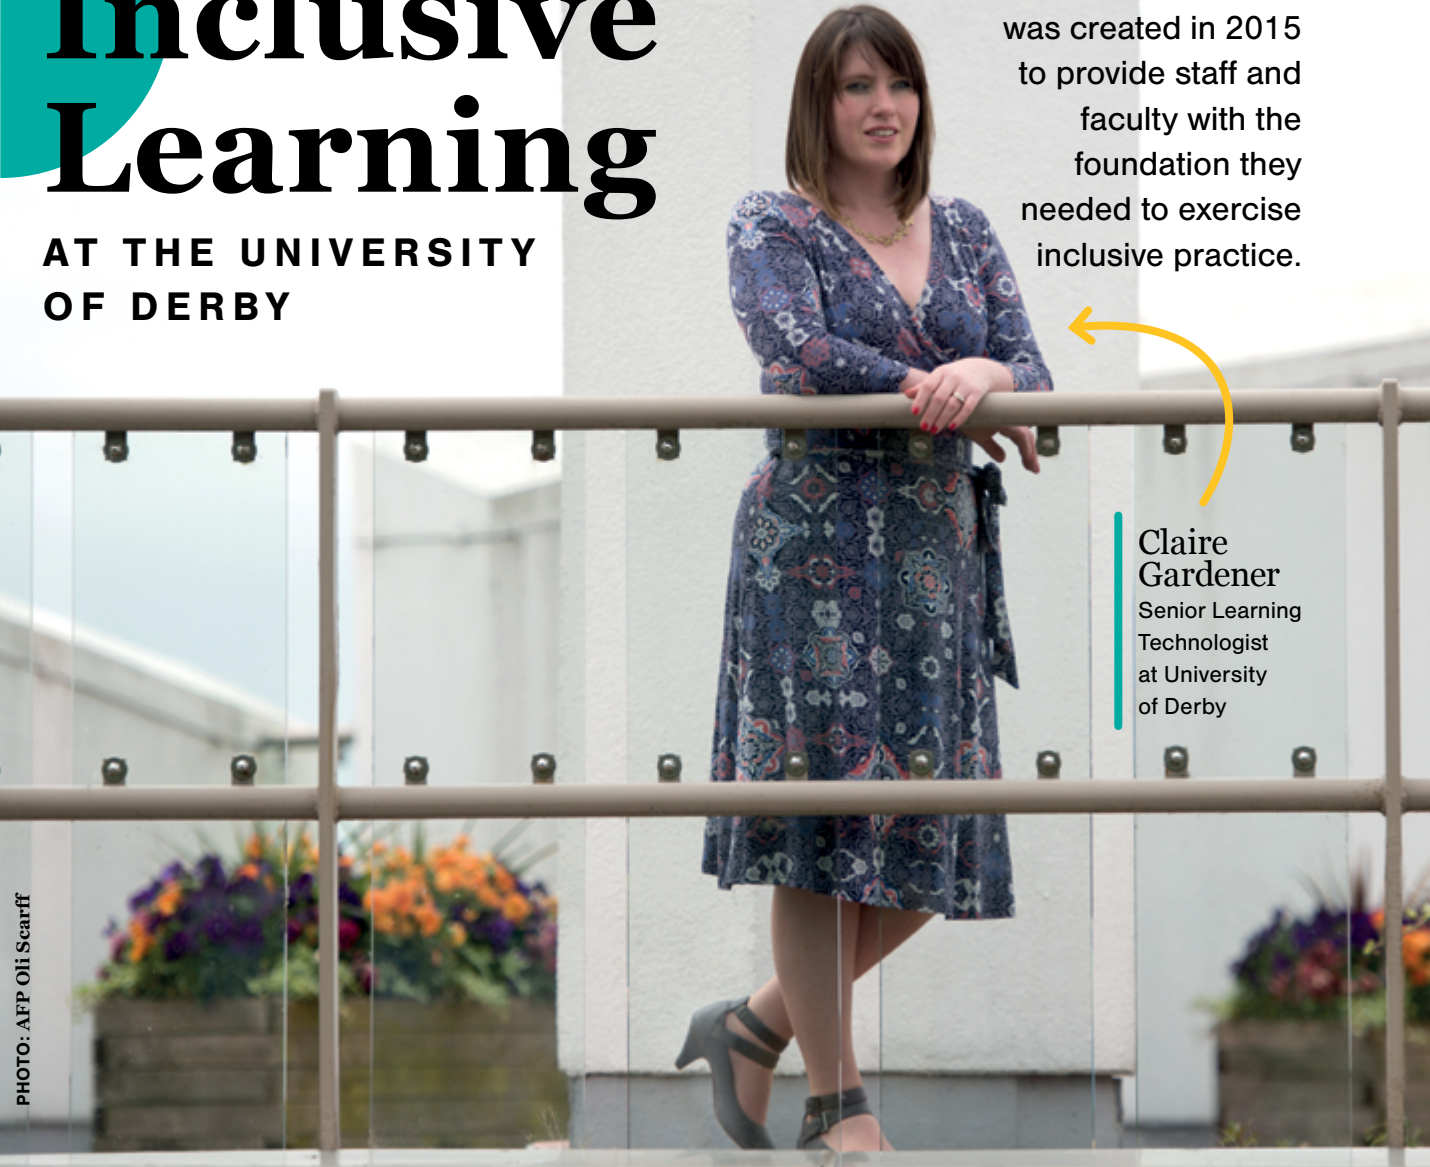 Inclusive
Learning
AT THE UNIVERSITY
OF DERBY
was created in 2015
to provide staff and
faculty with the
foundation they
needed to exercise
inclusive practice.
Claire
Gardener
Senior Learning
Technologist
at University
of Derby
PHOTO: AFP Oli Scarff